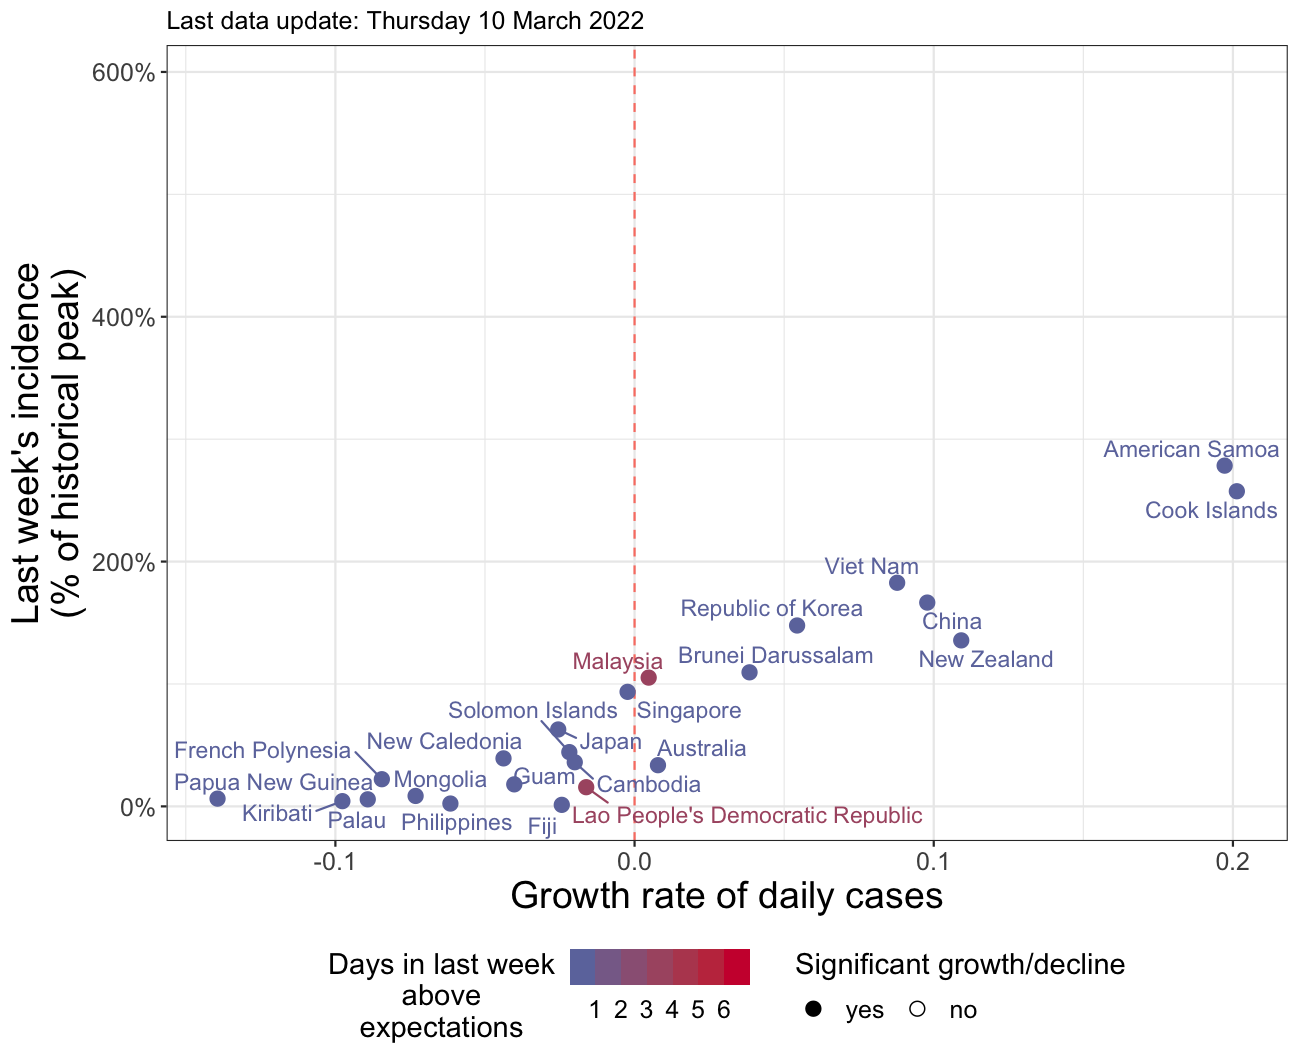 Last data update: Thursday 10 March 2022
600%
400%
200%
0%
Last week's incidence
(% of historical peak)
American Samoa
Cook Islands
Viet Nam
China
Republic of Korea
New Zealand
Brunei Darussalam
Malaysia
Singapore
Solomon Islands
Japan
Australia
New Caledonia
French Polynesia
Guam
Cambodia
Papua New Guinea
Mongolia
Kiribati
Palau
Philippines
Fiji
Lao People's Democratic Republic
-0.1
0.0
0.1
0.2
Growth rate of daily cases
Days in last week
above
expectations
1 2 3 4 5 6
Significant growth/decline
yes
no